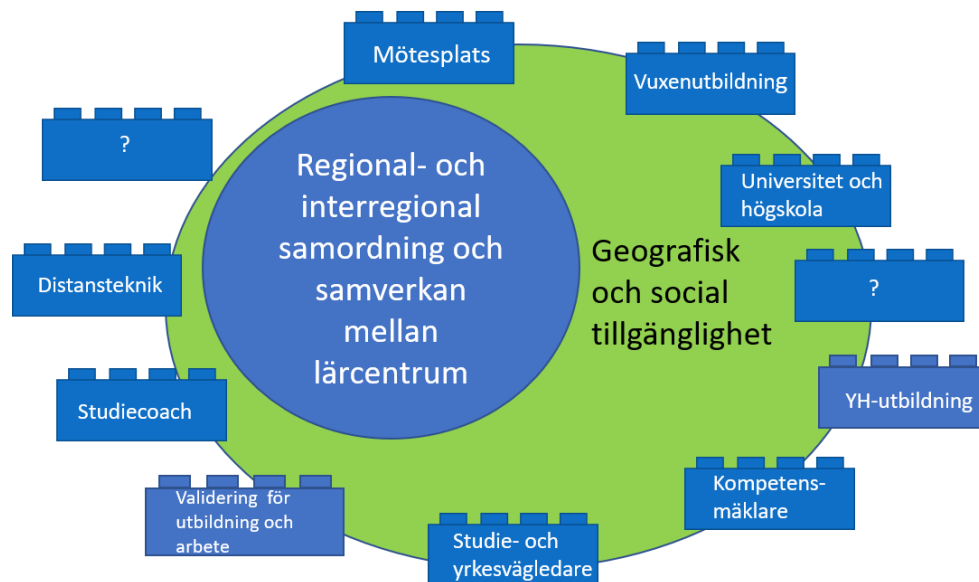 Mötesplats
Vuxenutbildning
?
Regional- och
interregional
samordning och
samverkan
mellan
lärcentrum
Universitet och
högskola
Geografisk
och social
tillgänglighet
Distansteknik
?
Studiecoach
YH-utbildning
Validering för
utbildning och
arbete
Kompetens-
mäklare
Studie- och
yrkesvägledare